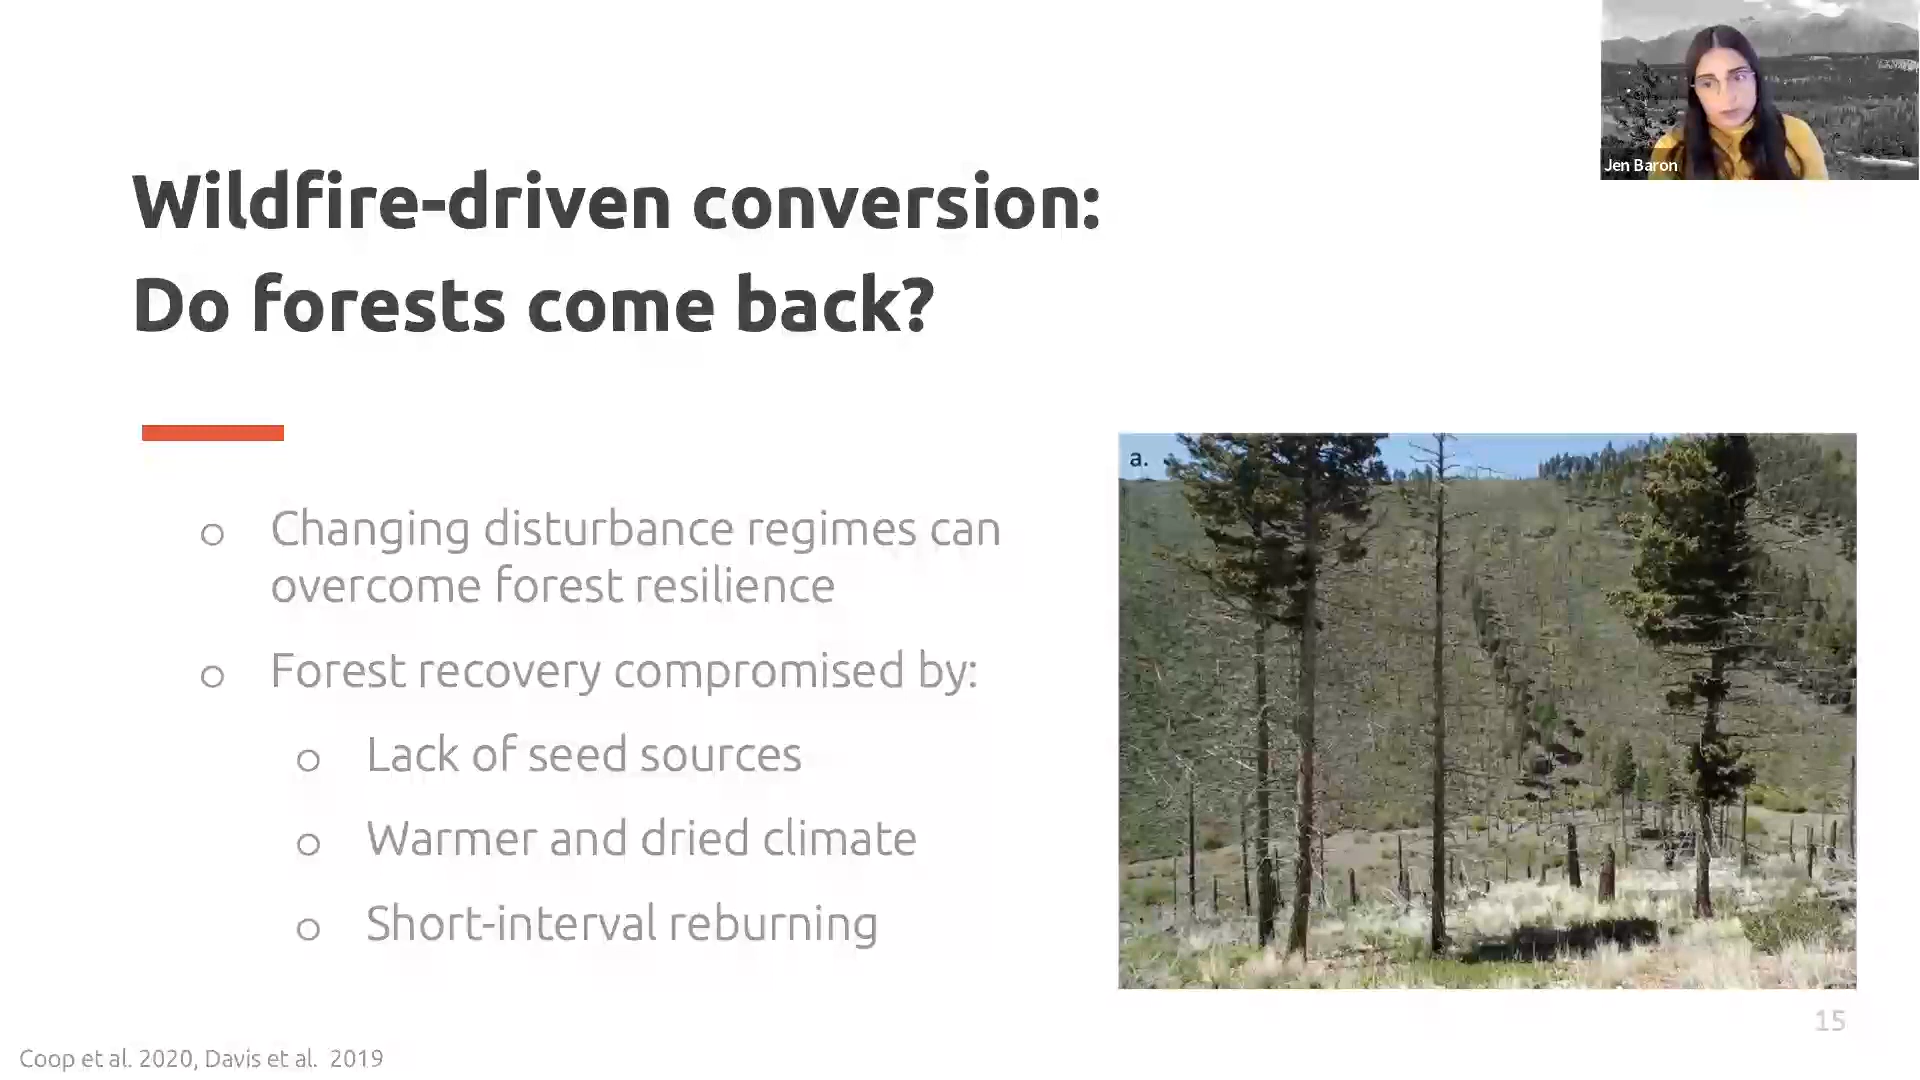 Jen Baron
Wildfire-driven conversion:
Do forests come back?
a.
Changing disturbance regimes can
overcome forest resilience
Forest recovery compromised by:
Lack of seed sources
Warmer and dried climate
Short-interval reburning
15
Coop et al. 2020, Davis et al. 2019